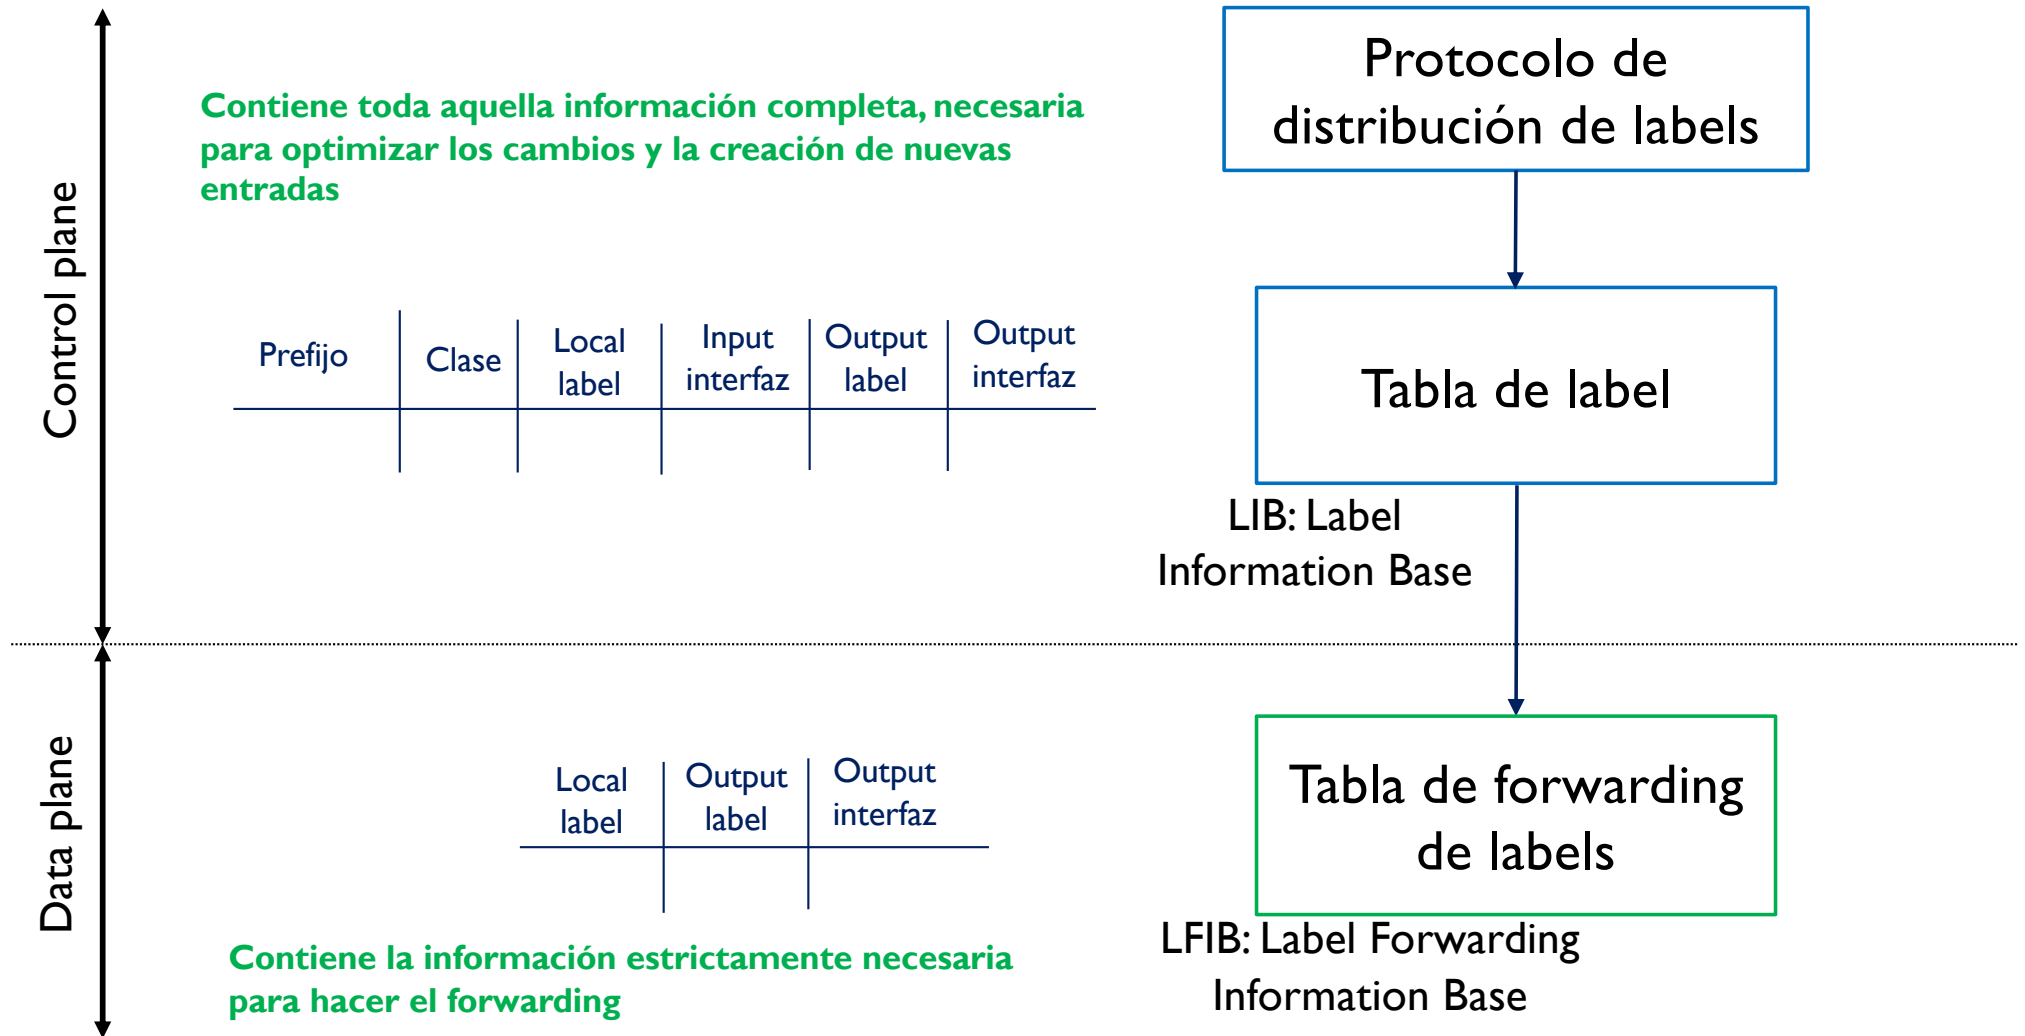 Control plane
Contiene toda aquella información completa, necesaria
para optimizar los cambios y la creación de nuevas
entradas
Protocolo de
distribución de labels
Prefijo
Clase
Local
label
Input
interfaz
Output
label
Output
interfaz
Tabla de label
LIB: Label
Information Base
Data plane
Local
label
Output
label
Output
interfaz
Tabla de forwarding
de labels
Contiene la información estrictamente necesaria
para hacer el forwarding
LFIB: Label Forwarding
Information Base